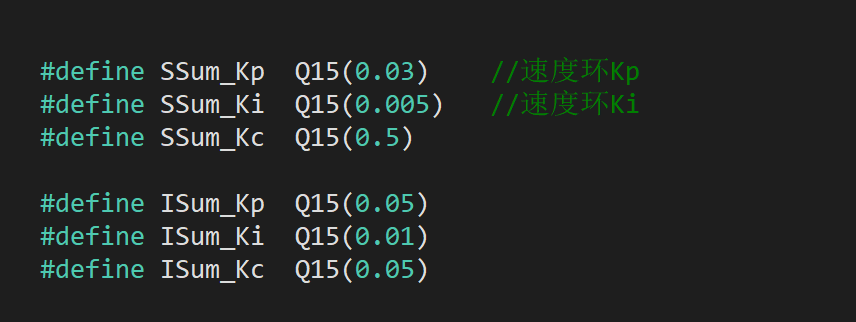 #define SSum_Kp  Q15(0.03)    //速度环Kp
#define SSum_Ki  Q15(0.005)   //速度环Ki
#define SSum_Kc  Q15(0.5)
#define ISum_Kp  Q15(0.05)
#define ISum_Ki  Q15(0.01)
#define ISum_Kc  Q15(0.05)